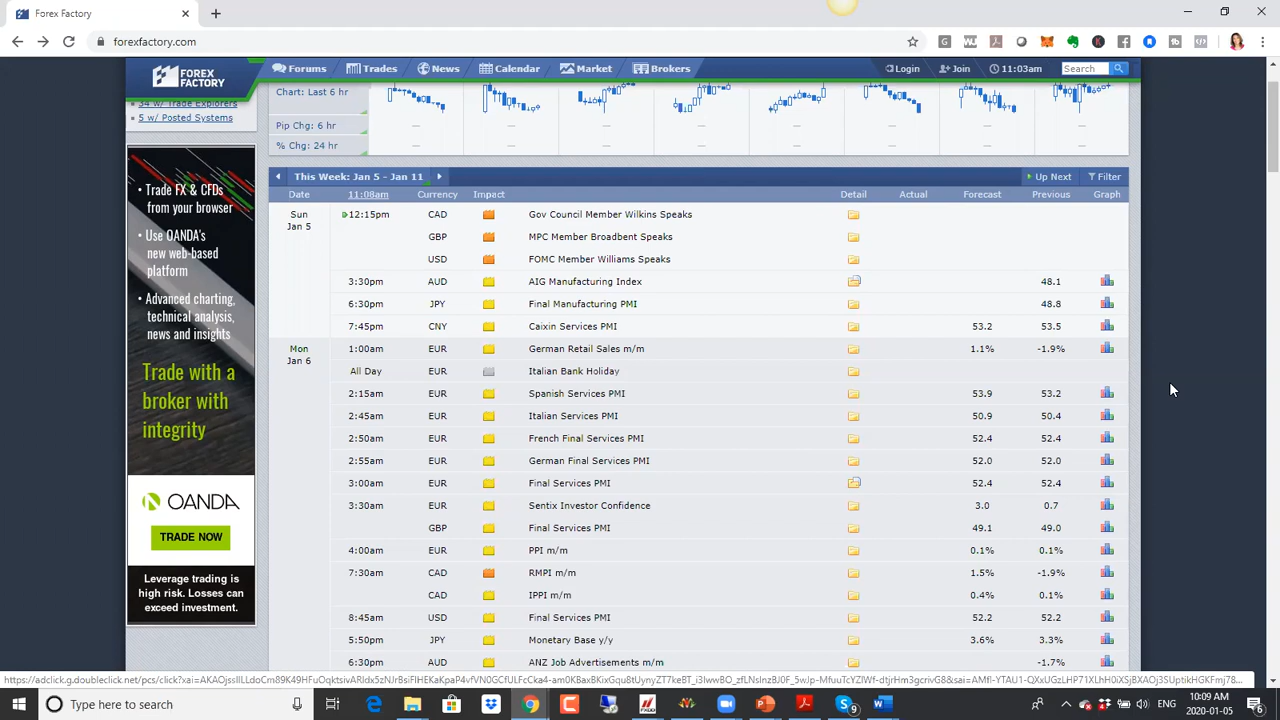 Forex Factory
forexfactory.com
FOREX FACTORY
Forums
Trades
News
Calendar
Market
Brokers
Login
Join
11:03am
Search
34 w/ Trade Explorers
5 w/ Posted Systems
Chart: Last 6 hr
Pip Chg: 6 hr
% Chg: 24 hr
• Trade FX & CFDs
from your browser
• Use OANDA's
new web-based
platform
• Advanced charting,
technical analysis,
news and insights
Trade with a
broker with
integrity
OANDA
TRADE NOW
Leverage trading is
high risk. Losses can
exceed investment.
This Week: Jan 5 - Jan 11 Up Next Filter
Date 11:08am Currency Impact Detail Actual Forecast Previous Graph
Sun Jan 5 12:15pm CAD Gov Council Member Wilkins Speaks
GBP MPC Member Broadbent Speaks
USD FOMC Member Williams Speaks
3:30pm AUD AIG Manufacturing Index 48.1
6:30pm JPY Final Manufacturing PMI 48.8
7:45pm CNY Caixin Services PMI 53.2 53.5
Mon Jan 6 1:00am EUR German Retail Sales m/m 1.1% -1.9%
All Day EUR Italian Bank Holiday
2:15am EUR Spanish Services PMI 53.9 53.2
2:45am EUR Italian Services PMI 50.9 50.4
2:50am EUR French Final Services PMI 52.4 52.4
2:55am EUR German Final Services PMI 52.0 52.0
3:00am EUR Final Services PMI 52.4 52.4
3:30am EUR Sentix Investor Confidence 3.0 0.7
GBP Final Services PMI 49.1 49.0
4:00am EUR PPI m/m 0.1% 0.1%
7:30am CAD RMPI m/m 1.5% -1.9%
CAD IPPI m/m 0.4% 0.1%
8:45am USD Final Services PMI 52.2 52.2
5:50pm JPY Monetary Base y/y 3.6% 3.3%
6:30pm AUD ANZ Job Advertisements m/m -1.7%
Type here to search
ENG
10:09 AM
2020-01-05